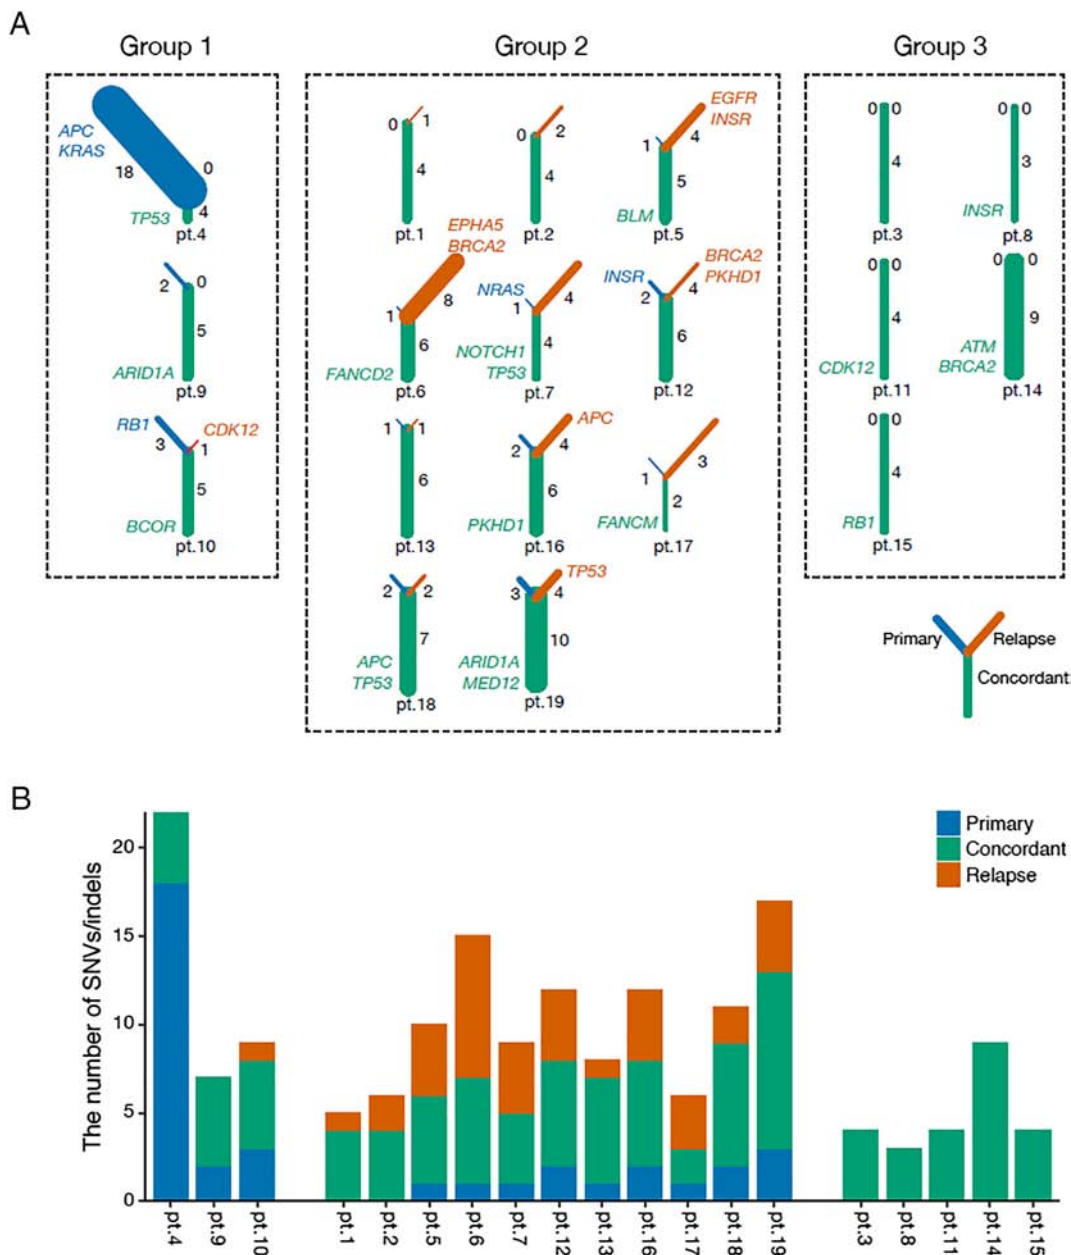 A
Group 1
Group 2
Group 3
APC
KRAS
18
0
TP53
4
pt.4
2
0
5
ARID1A
pt.9
RB1
CDK12
3
1
5
BCOR
pt.10
0
1
4
pt.1
0
2
4
pt.2
EGFR
INSR
1
4
5
BLM
pt.5
EPHA5
BRCA2
8
1
6
FANCD2
pt.6
NRAS
1
4
NOTCH1
4
TP53
pt.7
BRCA2
INSR
PKHD1
2
4
6
pt.12
1
1
6
pt.13
APC
2
4
6
PKHD1
pt.16
1
3
2
FANCM
pt.17
2
2
7
APC
TP53
pt.18
TP53
3
4
10
ARID1A
MED12
pt.19
0 0
4
pt.3
0 0
3
INSR
pt.8
0 0
4
CDK12
pt.11
0 0
9
ATM
BRCA2
pt.14
0 0
4
RB1
pt.15
Primary
Relapse
Concordant
B
The number of SNVs/indels
20
15
10
5
0
Primary
Concordant
Relapse
pt.4
pt.9
pt.10
pt.1
pt.2
pt.5
pt.6
pt.7
pt.12
pt.13
pt.16
pt.17
pt.18
pt.19
pt.3
pt.8
pt.11
pt.14
pt.15